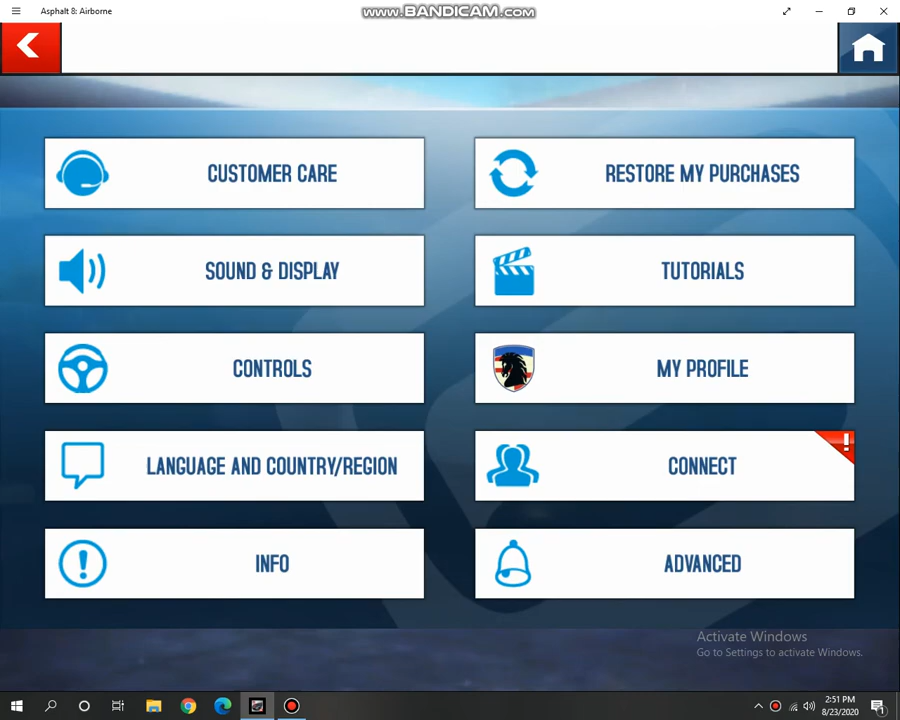 Asphalt 8: Airborne
www.BANDICAM.com
CUSTOMER CARE
RESTORE MY PURCHASES
SOUND & DISPLAY
TUTORIALS
CONTROLS
MY PROFILE
LANGUAGE AND COUNTRY/REGION
CONNECT
INFO
ADVANCED
Activate Windows
Go to Settings to activate Windows.
2:51 PM
8/23/2020
1